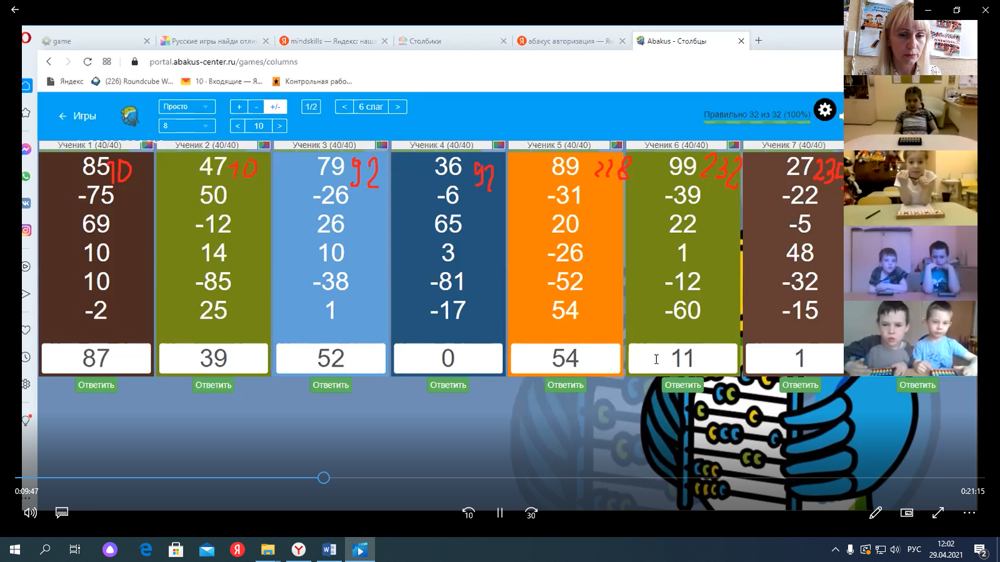 game
Русские игры найди отли
mindskills — Яндекс: наш
Столбики
абакус авторизация — Ян
Abakus - Столбцы
portal.abakus-center.ru/games/columns
Яндекс
(226) Roundcube W...
10 · Входящие — Я...
Контрольная рабо...
Игры
Просто
+ - +/-
1/2
< 6 слаг >
8
< 10 >
Правильно 32 из 32 (100%)
Ученик 1 (40/40)
85 10
-75
69
10
10
-2
87
Ответить
Ученик 2 (40/40)
47 10
50
-12
14
-85
25
39
Ответить
Ученик 3 (40/40)
79 92
-26
26
10
-38
1
52
Ответить
Ученик 4 (40/40)
36 92
-6
65
3
-81
-17
0
Ответить
Ученик 5 (40/40)
89 228
-31
20
-26
-52
54
54
Ответить
Ученик 6 (40/40)
99 232
-39
22
1
-12
-60
11
Ответить
Ученик 7 (40/40)
27
-22
-5
48
-32
-15
1
Ответить
Ответить
0:09:47
0:21:15
10
30
РУС
12:02
29.04.2021
2